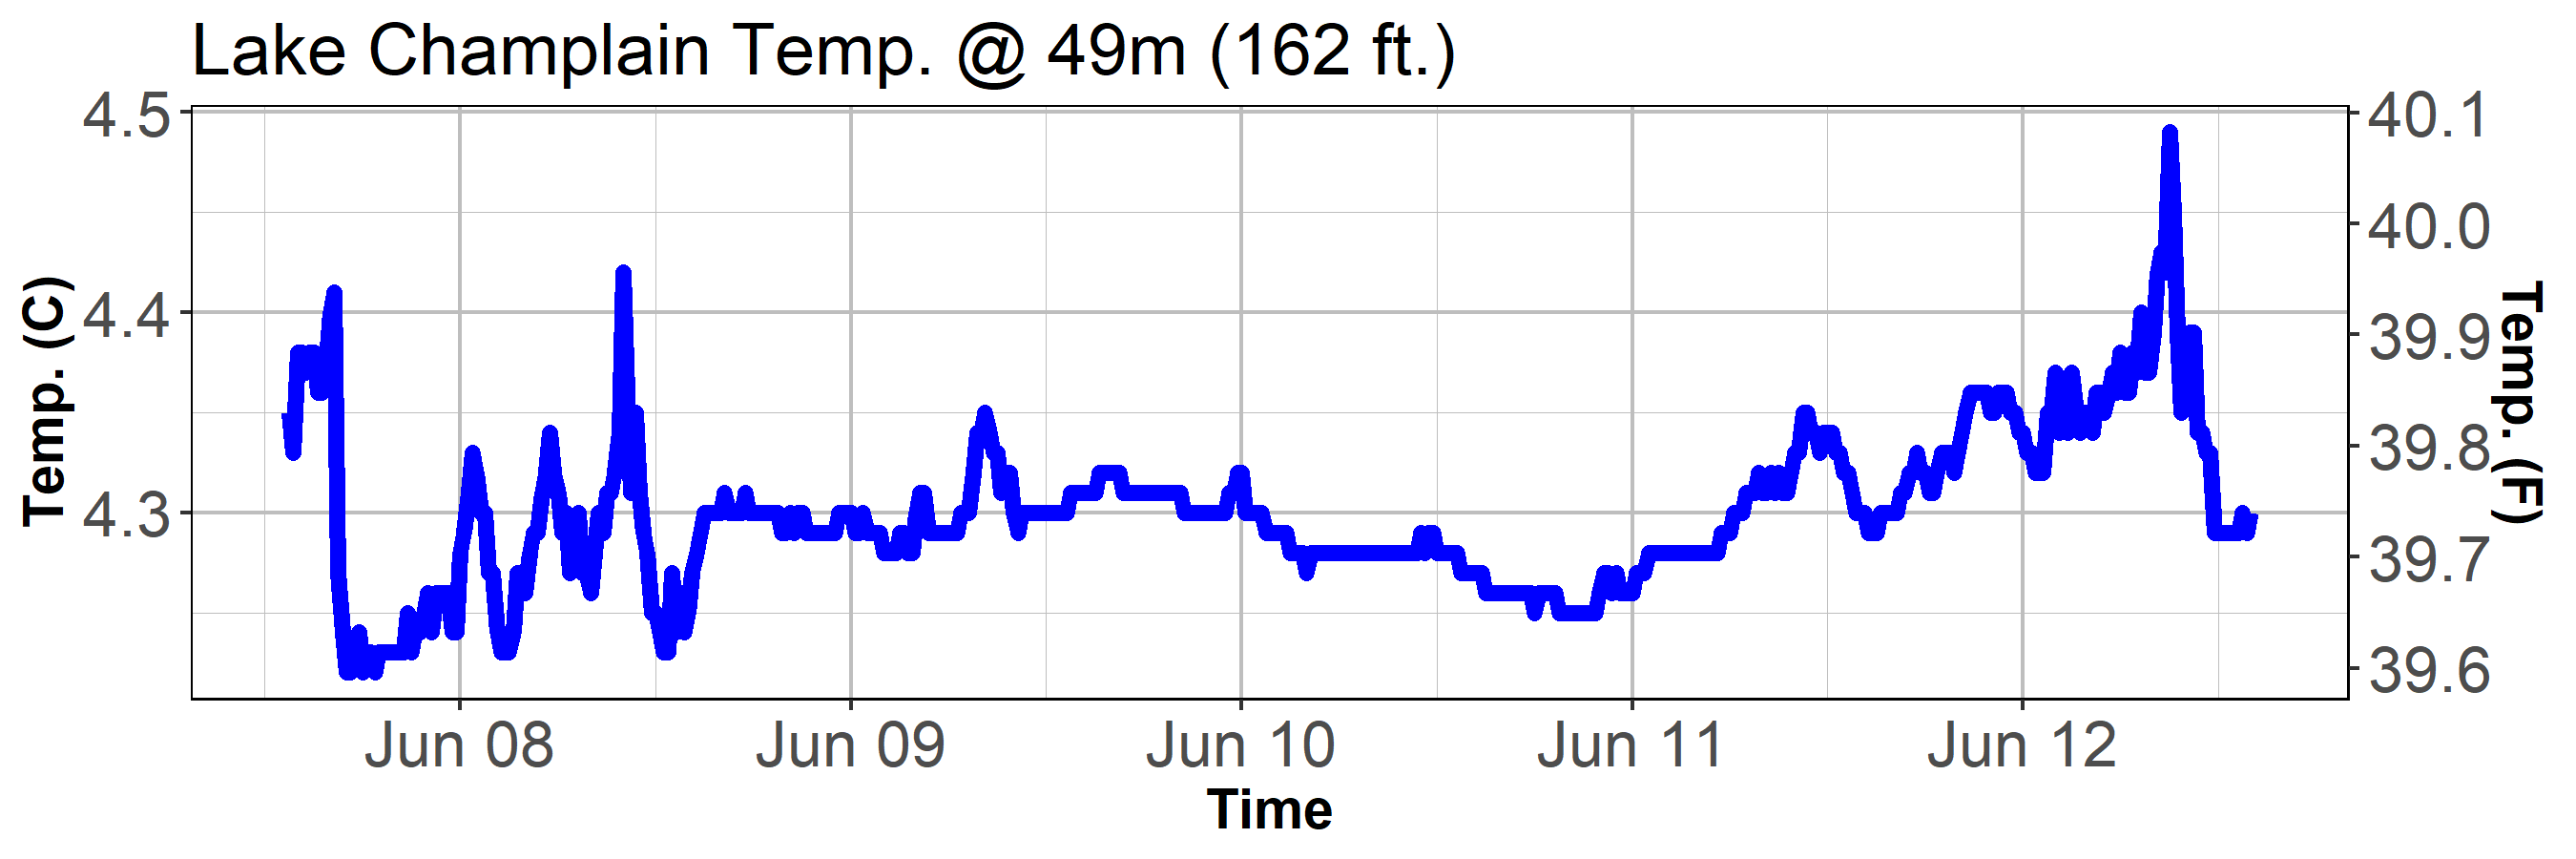 Lake Champlain Temp. @ 49m (162 ft.)
4.5
4.4
4.3
Temp. (C)
40.1
40.0
39.9
39.8
39.7
39.6
Temp. (F)
Jun 08 Jun 09 Jun 10 Jun 11 Jun 12
Time